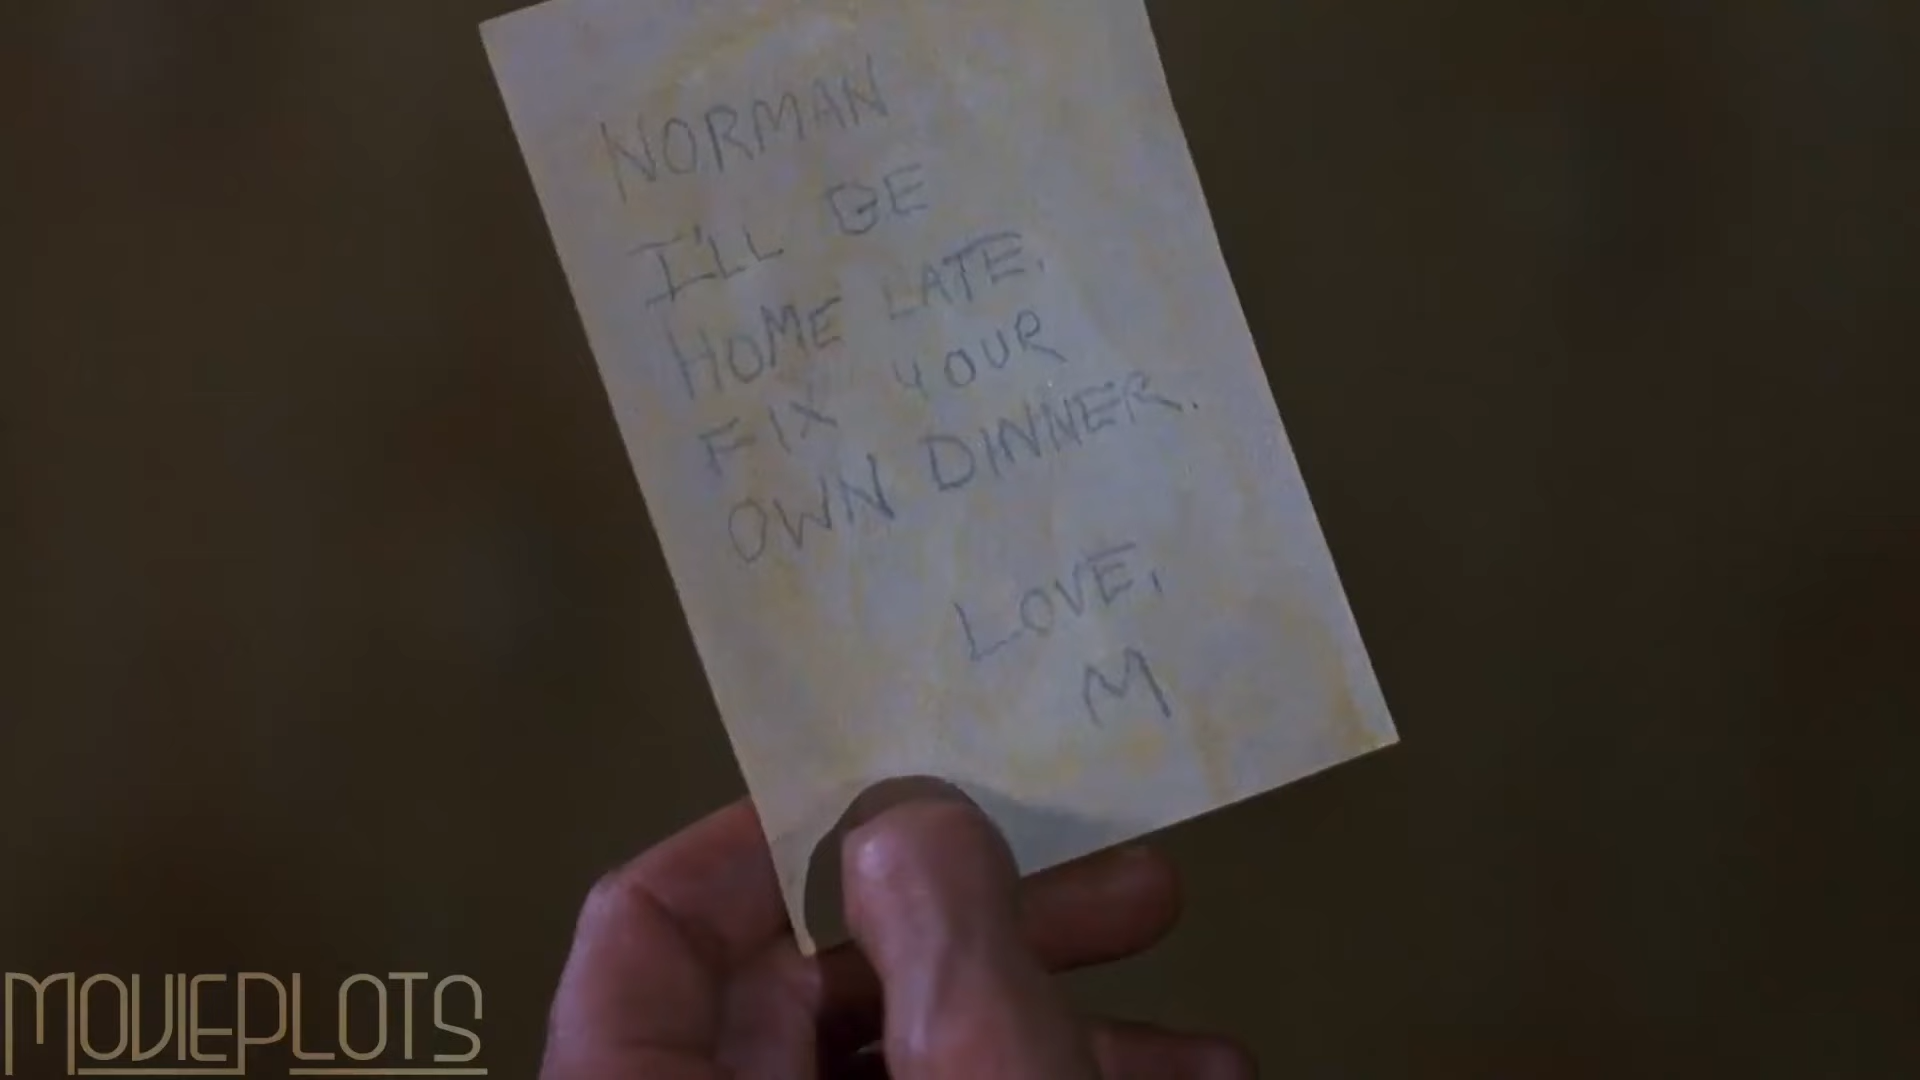 NORMAN
I'LL BE
HOME LATE.
FIX YOUR
OWN DINNER.
LOVE,
M
MOVIEPLOTS